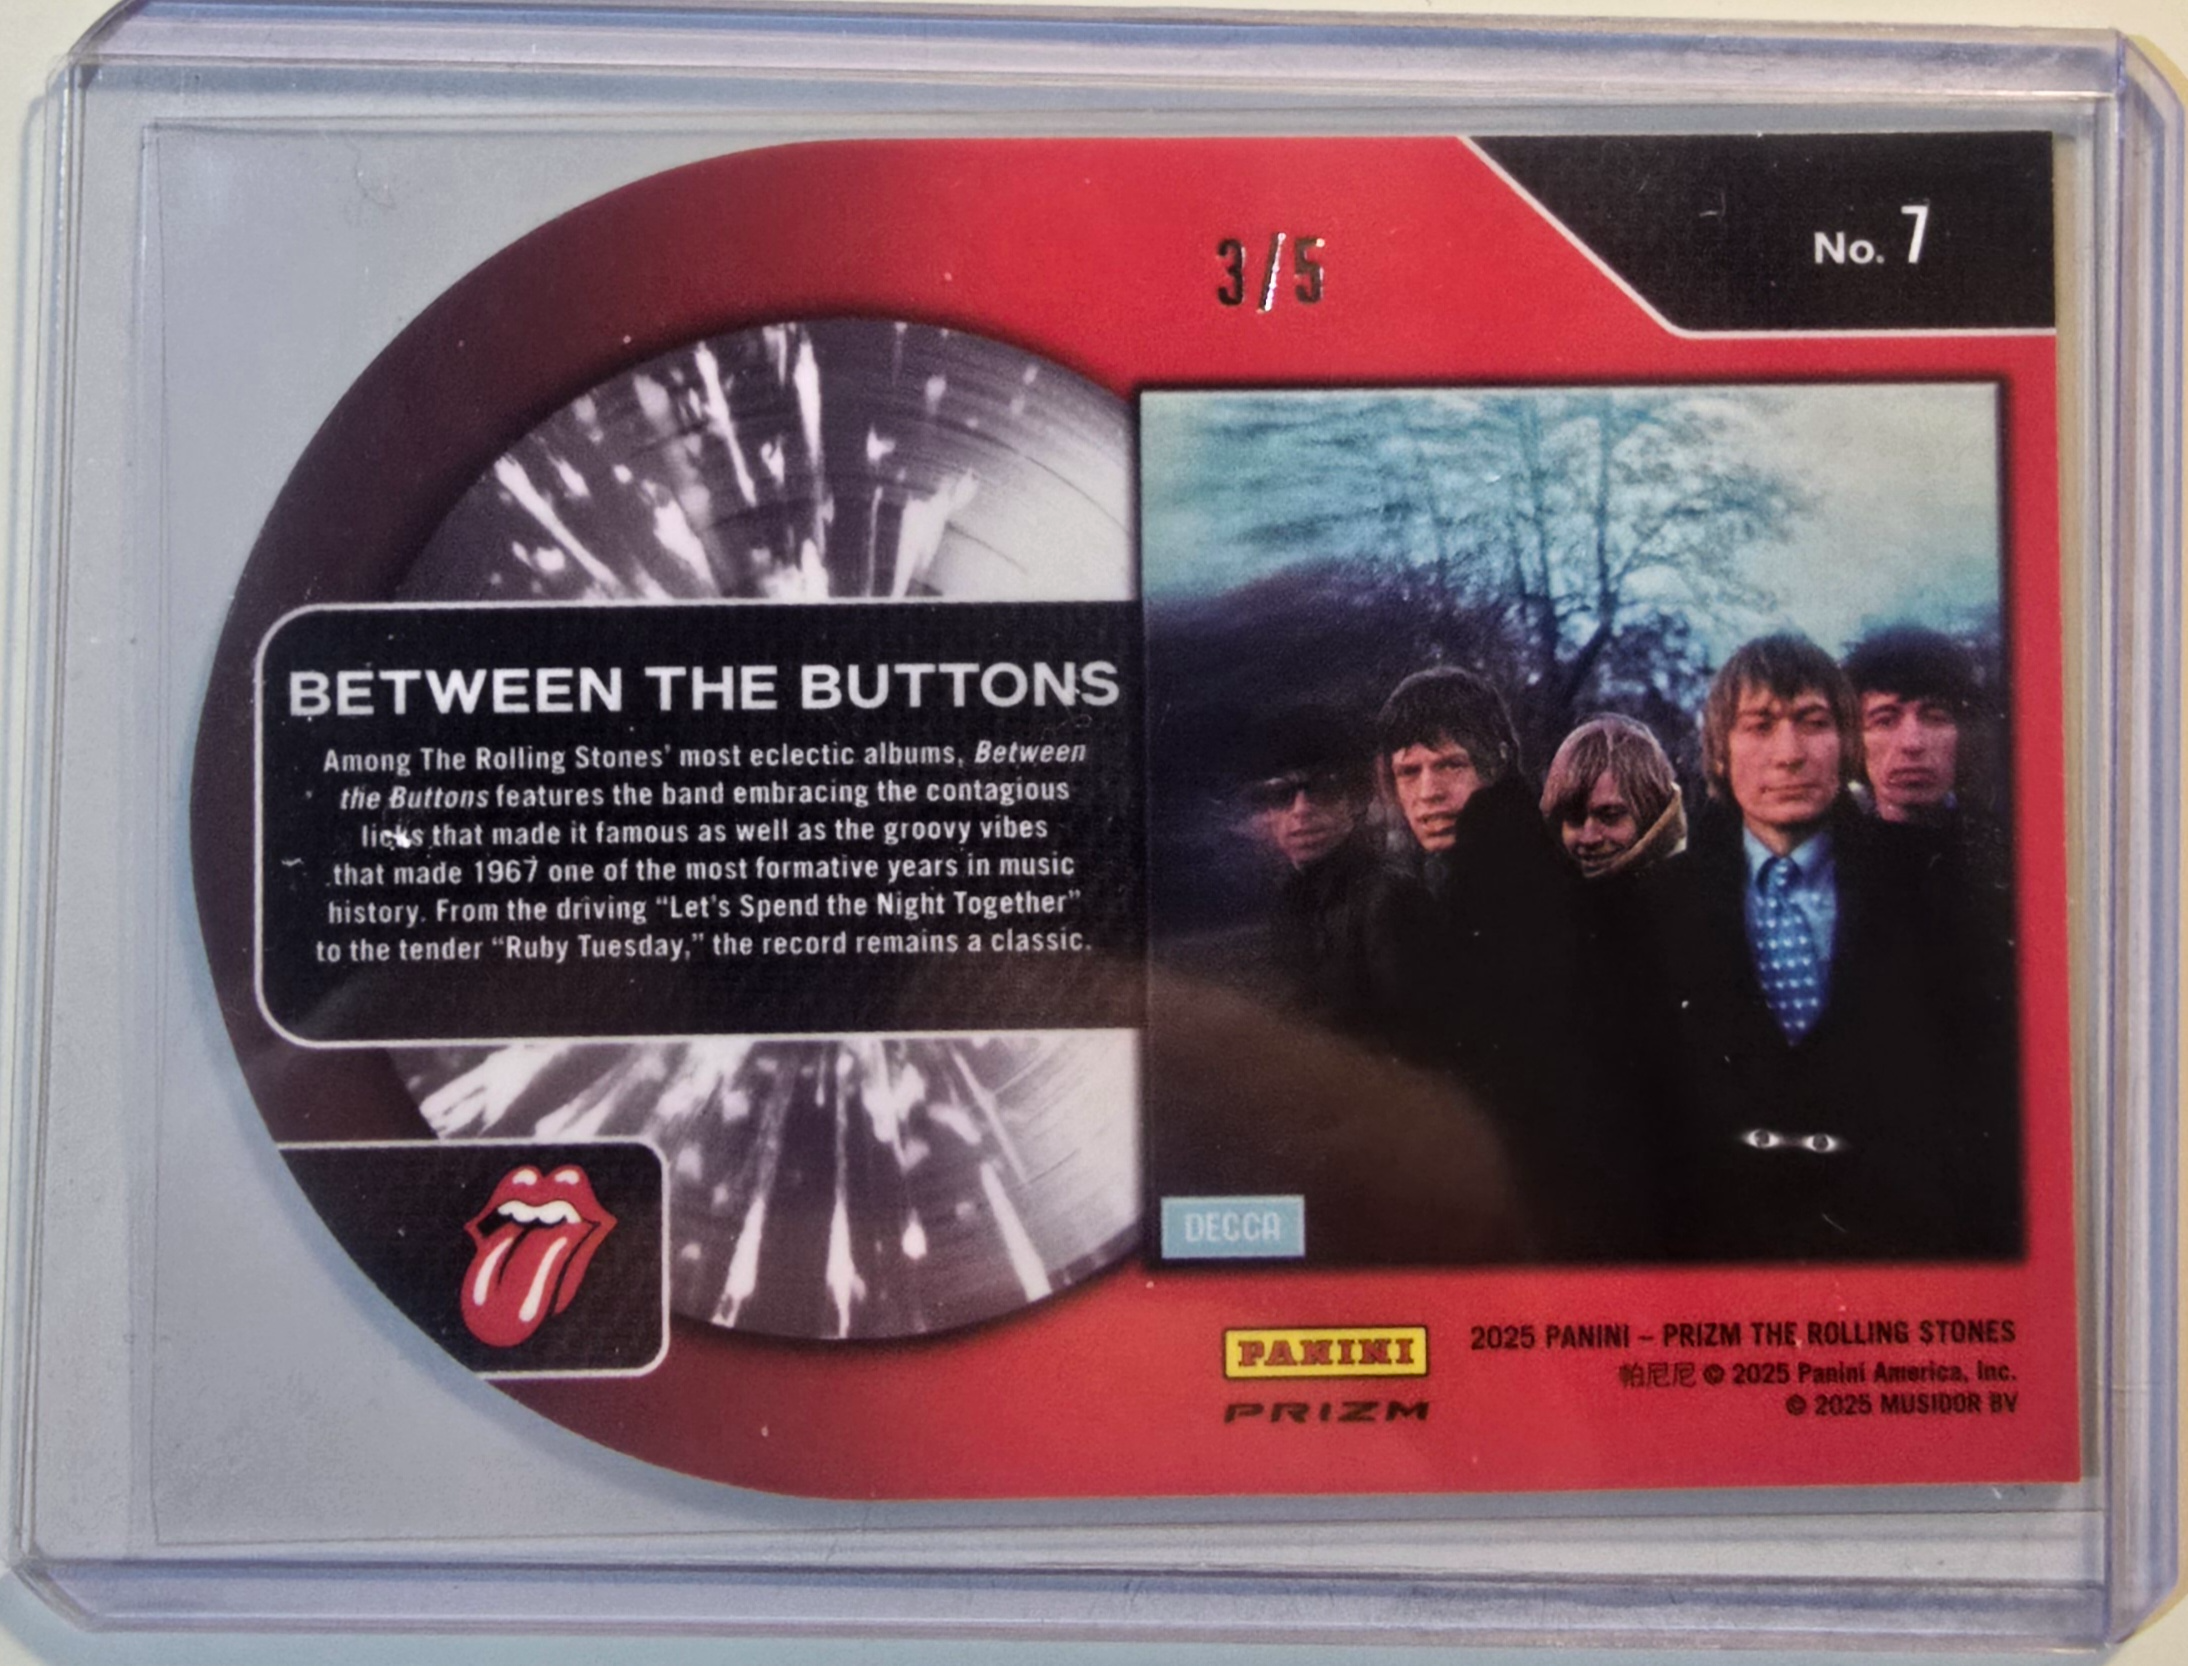 3/5
No. 7
BETWEEN THE BUTTONS
Among The Rolling Stones' most eclectic albums, Between
the Buttons features the band embracing the contagious
licks that made it famous as well as the groovy vibes
that made 1967 one of the most formative years in music
history. From the driving “Let's Spend the Night Together”
to the tender “Ruby Tuesday,” the record remains a classic.
DECCA
PANINI
PRIZM
2025 PANINI – PRIZM THE ROLLING STONES
帕尼尼 © 2025 Panini America, Inc.
© 2025 MUSIDOR BV